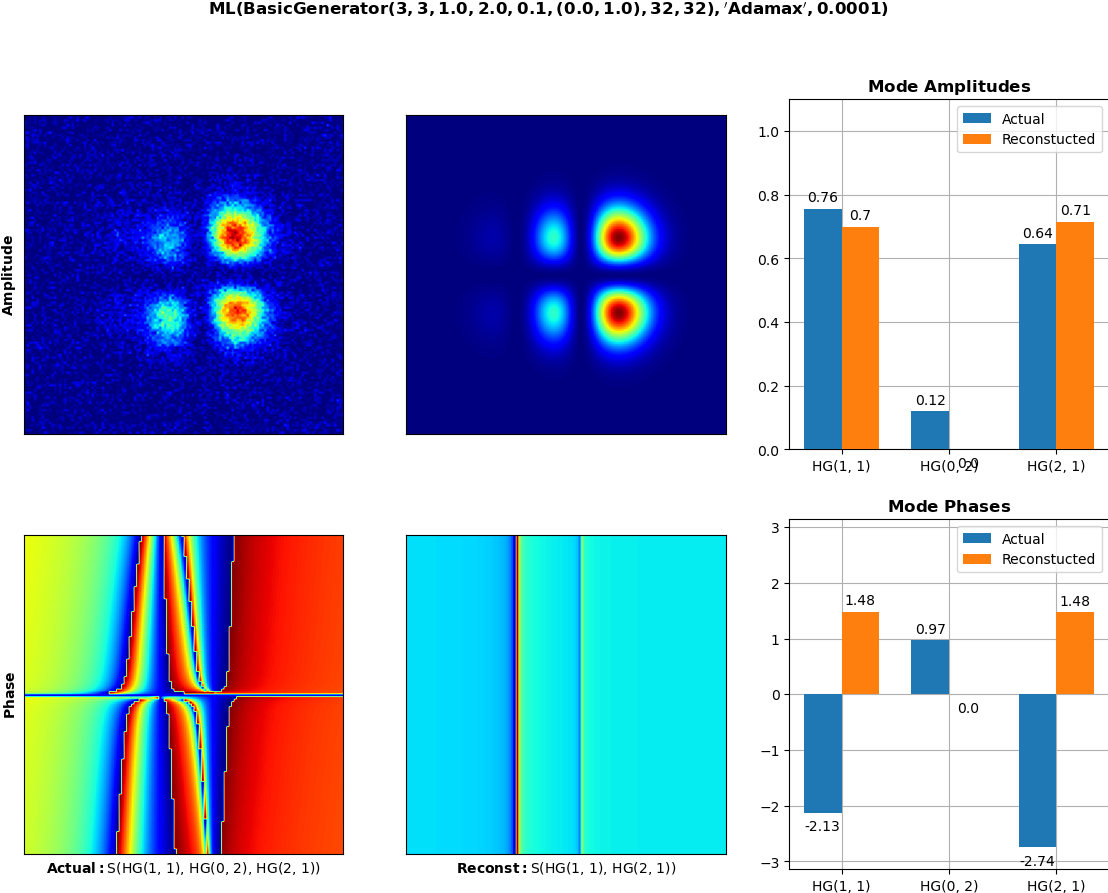 ML(BasicGenerator(3, 3, 1.0, 2.0, 0.1, (0.0, 1.0), 32, 32), ′Adamax′, 0.0001)
Amplitude
Mode Amplitudes
Actual
Reconstucted
1.0
0.8
0.6
0.4
0.2
0.0
0.76
0.7
0.12
0.0
0.64
0.71
HG(1, 1)
HG(0, 2)
HG(2, 1)
Phase
Actual: S(HG(1, 1), HG(0, 2), HG(2, 1))
Reconst: S(HG(1, 1), HG(2, 1))
Mode Phases
Actual
Reconstucted
3
2
1
0
−1
−2
−3
-2.13
1.48
0.97
0.0
-2.74
1.48
HG(1, 1)
HG(0, 2)
HG(2, 1)